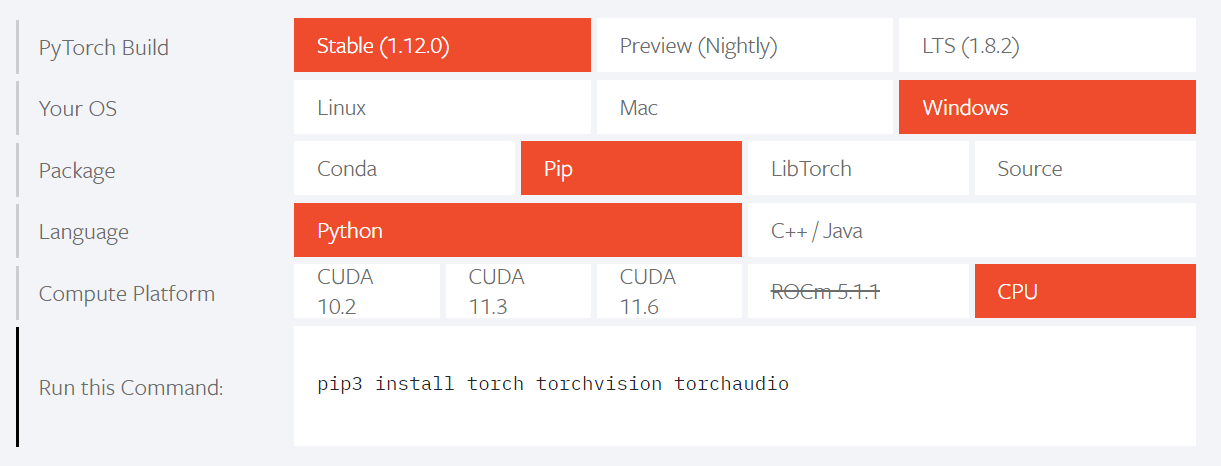 PyTorch Build
Stable (1.12.0)
Preview (Nightly)
LTS (1.8.2)
Your OS
Linux
Mac
Windows
Package
Conda
Pip
LibTorch
Source
Language
Python
C++ / Java
Compute Platform
CUDA
10.2
CUDA
11.3
CUDA
11.6
ROCm 5.1.1
CPU
Run this Command:
pip3 install torch torchvision torchaudio